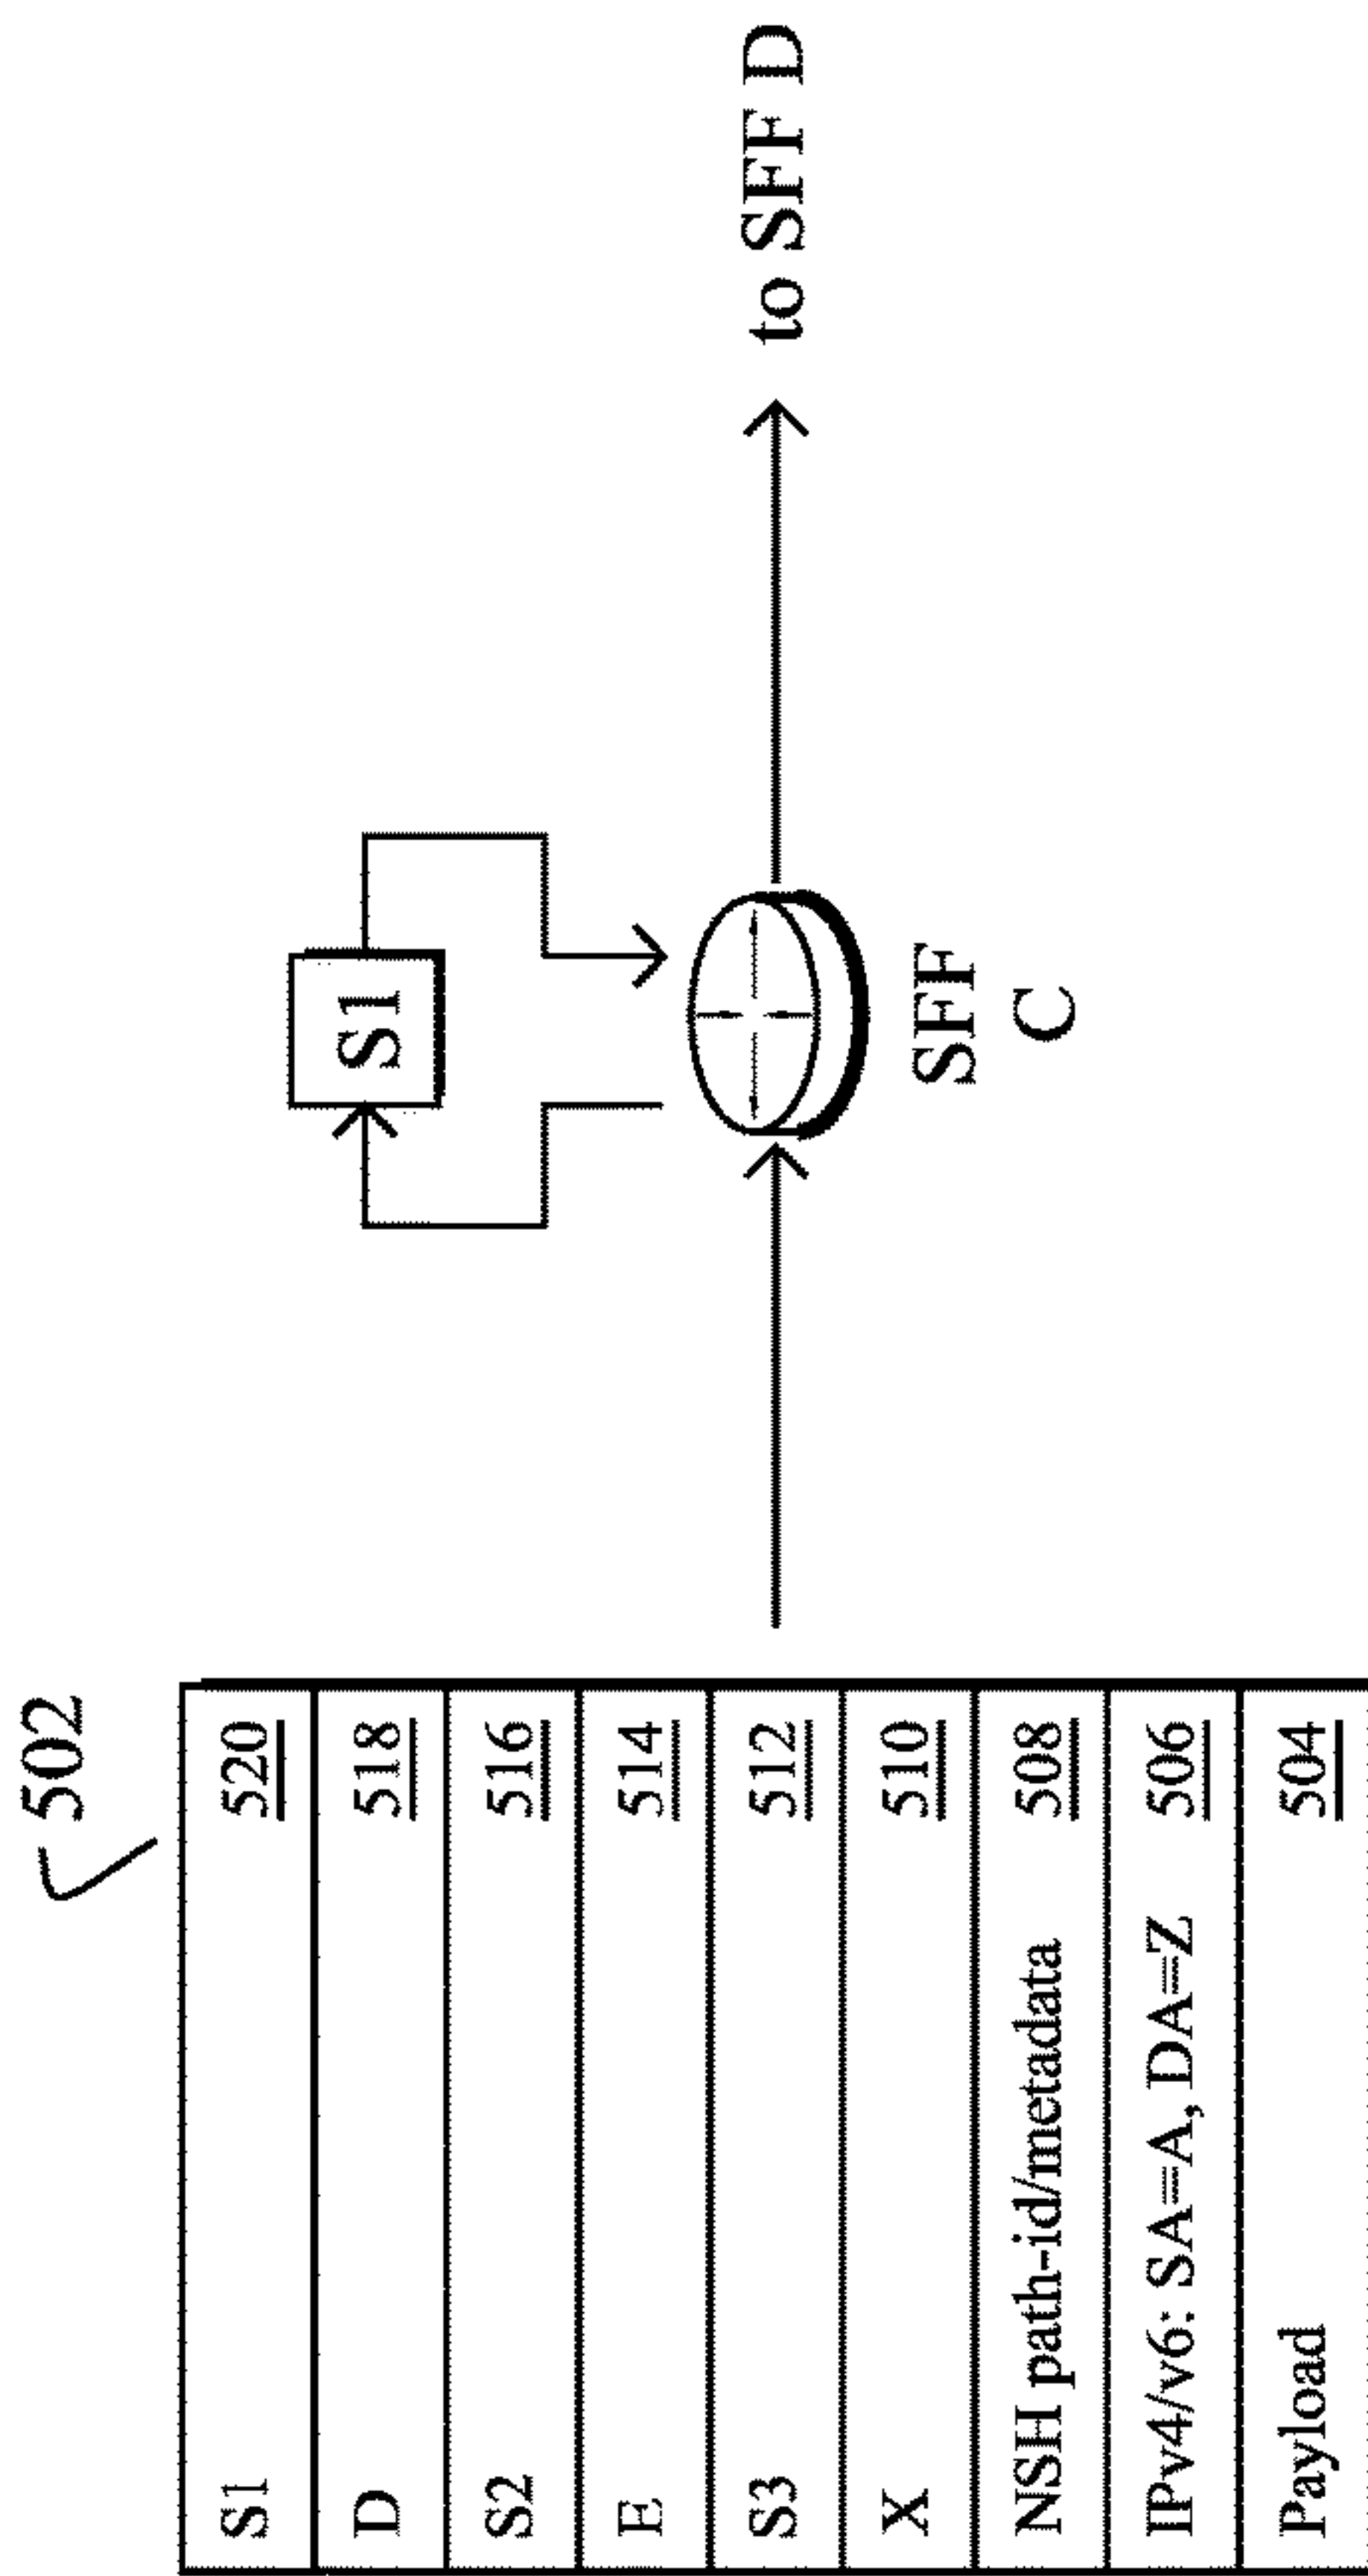 502
S1 520
D 518
S2 516
E 514
S3 512
X 510
NSH path-id/metadata 508
IPv4/v6: SA=A, DA=Z 506
Payload 504
S1
SFF
C
to SFF D